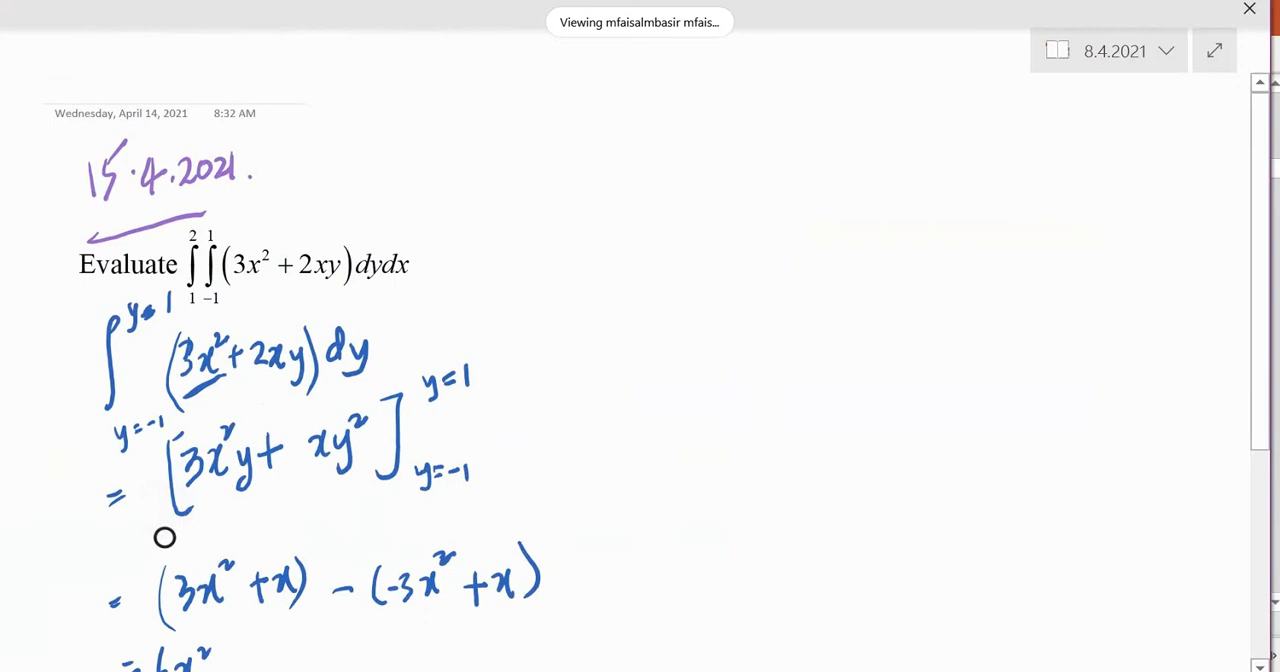 Viewing mfaisalmbasir mfais...
8.4.2021
Wednesday, April 14, 2021 8:32 AM
15.4.2021.
Evaluate ∫₁² ∫₋₁¹ (3x² + 2xy) dydx
∫_{y=-1}^{y=1} (3x² + 2xy) dy
= [3x²y + xy²]_{y=-1}^{y=1}
= (3x² + x) - (-3x² + x)
= 6x²